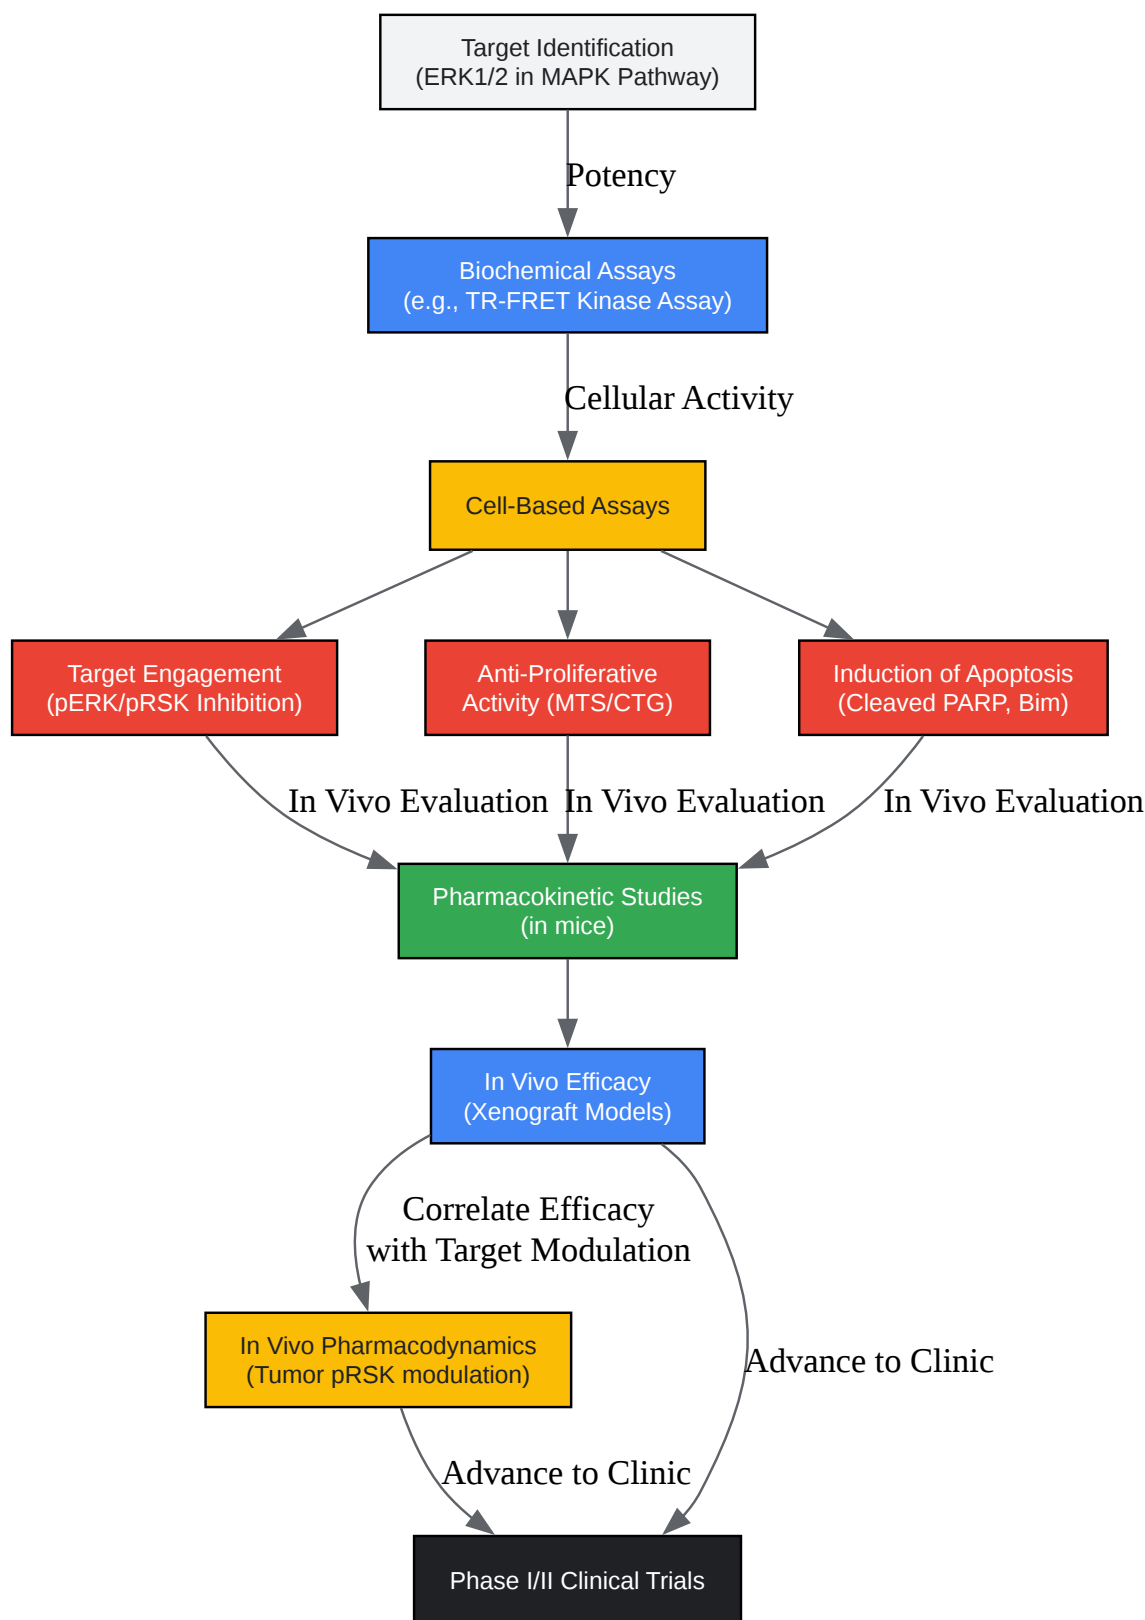 Target Identification
(ERK1/2 in MAPK Pathway)
Potency
Biochemical Assays
(e.g., TR-FRET Kinase Assay)
Cellular Activity
Cell-Based Assays
Target Engagement
(pERK/pRSK Inhibition)
Anti-Proliferative
Activity (MTS/CTG)
Induction of Apoptosis
(Cleaved PARP, Bim)
In Vivo Evaluation
In Vivo Evaluation
In Vivo Evaluation
Pharmacokinetic Studies
(in mice)
In Vivo Efficacy
(Xenograft Models)
Correlate Efficacy
with Target Modulation
In Vivo Pharmacodynamics
(Tumor pRSK modulation)
Advance to Clinic
Advance to Clinic
Phase I/II Clinical Trials